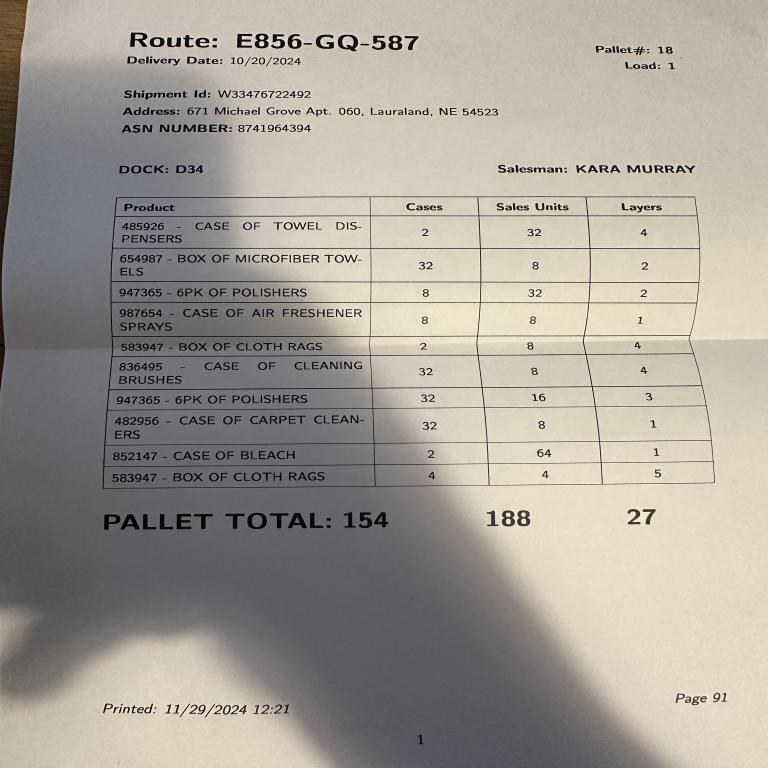 Route: E856-GQ-587
Pallet#: 18
Delivery Date: 10/20/2024
Load: 1
Shipment Id: W33476722492
Address: 671 Michael Grove Apt. 060, Lauraland, NE 54523
ASN NUMBER: 8741964394
DOCK: D34 Salesman: KARA MURRAY
Product Cases Sales Units Layers
485926 - CASE OF TOWEL DIS-
PENSERS 2 32 4
654987 - BOX OF MICROFIBER TOW-
ELS 32 8 2
947365 - 6PK OF POLISHERS 8 32 2
987654 - CASE OF AIR FRESHENER
SPRAYS 8 8 1
583947 - BOX OF CLOTH RAGS 2 8 4
836495 - CASE OF CLEANING
BRUSHES 32 8 4
947365 - 6PK OF POLISHERS 32 16 3
482956 - CASE OF CARPET CLEAN-
ERS 32 8 1
852147 - CASE OF BLEACH 2 64 1
583947 - BOX OF CLOTH RAGS 4 4 5
PALLET TOTAL: 154 188 27
Printed: 11/29/2024 12:21 Page 91
1